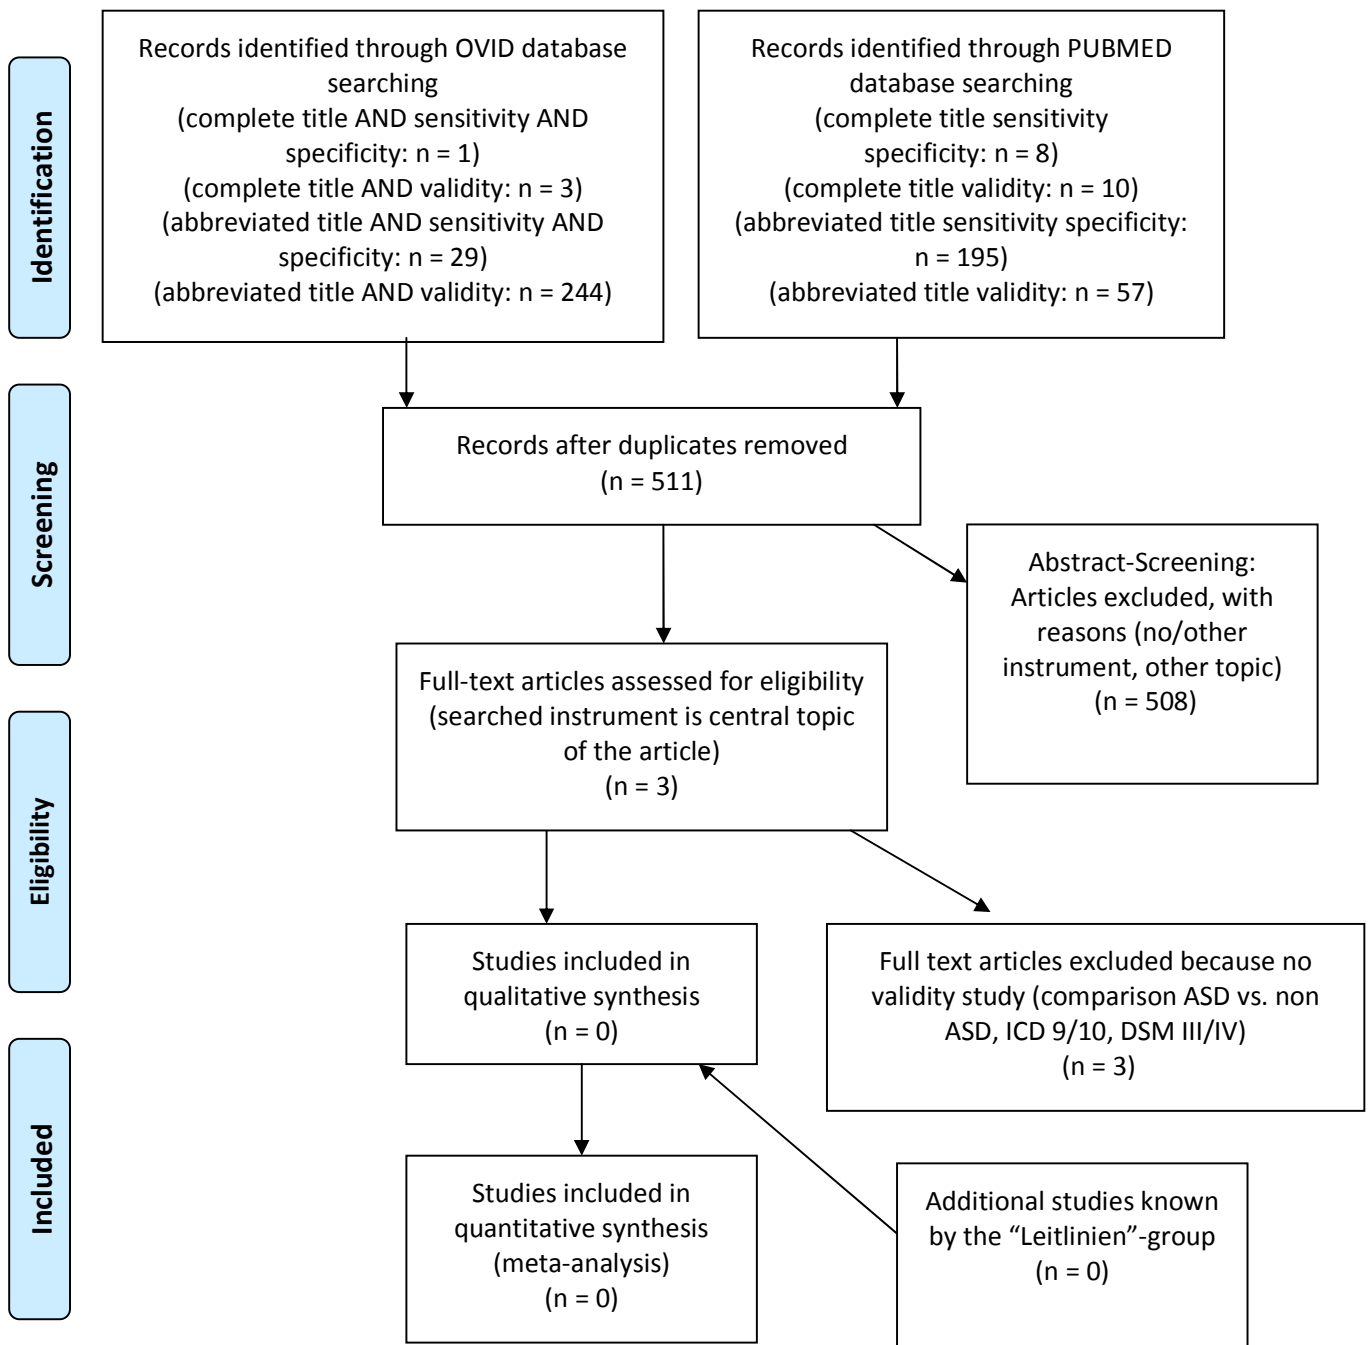 Identification
Records identified through OVID database
searching
(complete title AND sensitivity AND
specificity: n = 1)
(complete title AND validity: n = 3)
(abbreviated title AND sensitivity AND
specificity: n = 29)
(abbreviated title AND validity: n = 244)
Records identified through PUBMED
database searching
(complete title sensitivity
specificity: n = 8)
(complete title validity: n = 10)
(abbreviated title sensitivity specificity:
n = 195)
(abbreviated title validity: n = 57)
Screening
Records after duplicates removed
(n = 511)
Abstract-Screening:
Articles excluded, with
reasons (no/other
instrument, other topic)
(n = 508)
Eligibility
Full-text articles assessed for eligibility
(searched instrument is central topic
of the article)
(n = 3)
Studies included in
qualitative synthesis
(n = 0)
Full text articles excluded because no
validity study (comparison ASD vs. non
ASD, ICD 9/10, DSM III/IV)
(n = 3)
Included
Studies included in
quantitative synthesis
(meta-analysis)
(n = 0)
Additional studies known
by the “Leitlinien”-group
(n = 0)